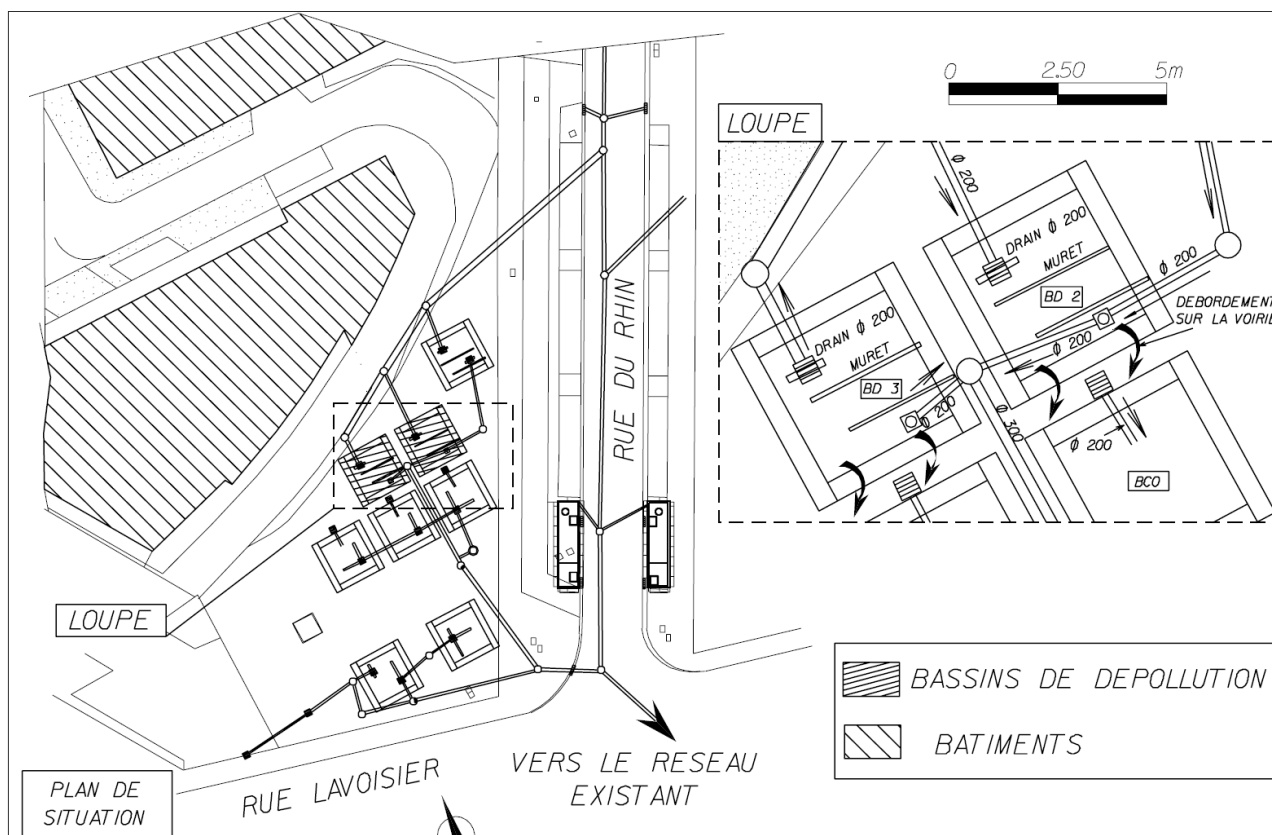 0 2.50 5m
LOUPE
Φ 200
DRAIN Φ 200
MURET
BD 2
Φ 200
DEBORDEMENT
SUR LA VOIRIE
DRAIN Φ 200
MURET
BD 3
Φ 200
Φ 200
Φ 300
Φ 200
BCO
RUE DU RHIN
LOUPE
BASSINS DE DEPOLLUTION
BATIMENTS
VERS LE RESEAU
EXISTANT
RUE LAVOISIER
PLAN DE
SITUATION